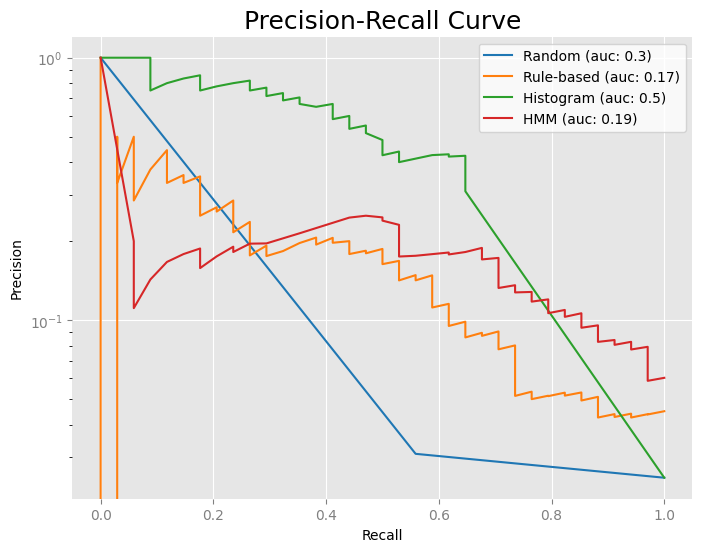 Precision-Recall Curve
Random (auc: 0.3)
Rule-based (auc: 0.17)
Histogram (auc: 0.5)
HMM (auc: 0.19)
Precision
10⁰
10⁻¹
0.0 0.2 0.4 0.6 0.8 1.0
Recall